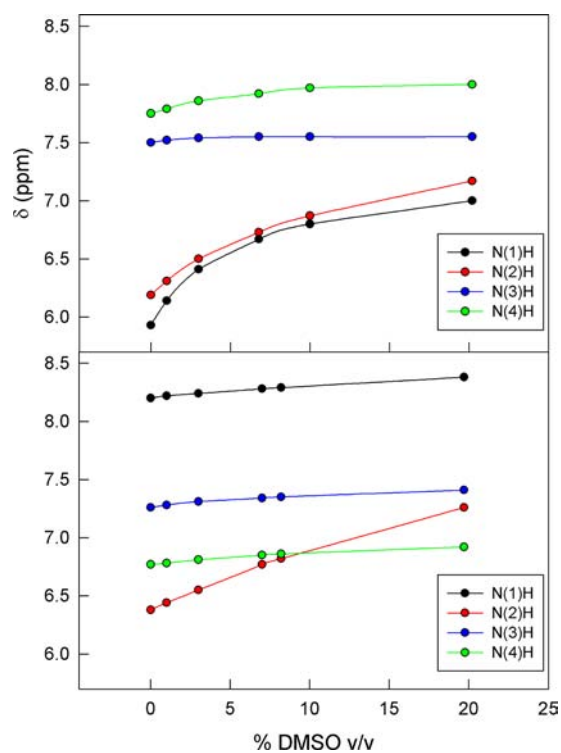 8.5
8.0
7.5
7.0
6.5
6.0
N(1)H
N(2)H
N(3)H
N(4)H
δ (ppm)
8.5
8.0
7.5
7.0
6.5
6.0
N(1)H
N(2)H
N(3)H
N(4)H
0 5 10 15 20 25
% DMSO v/v